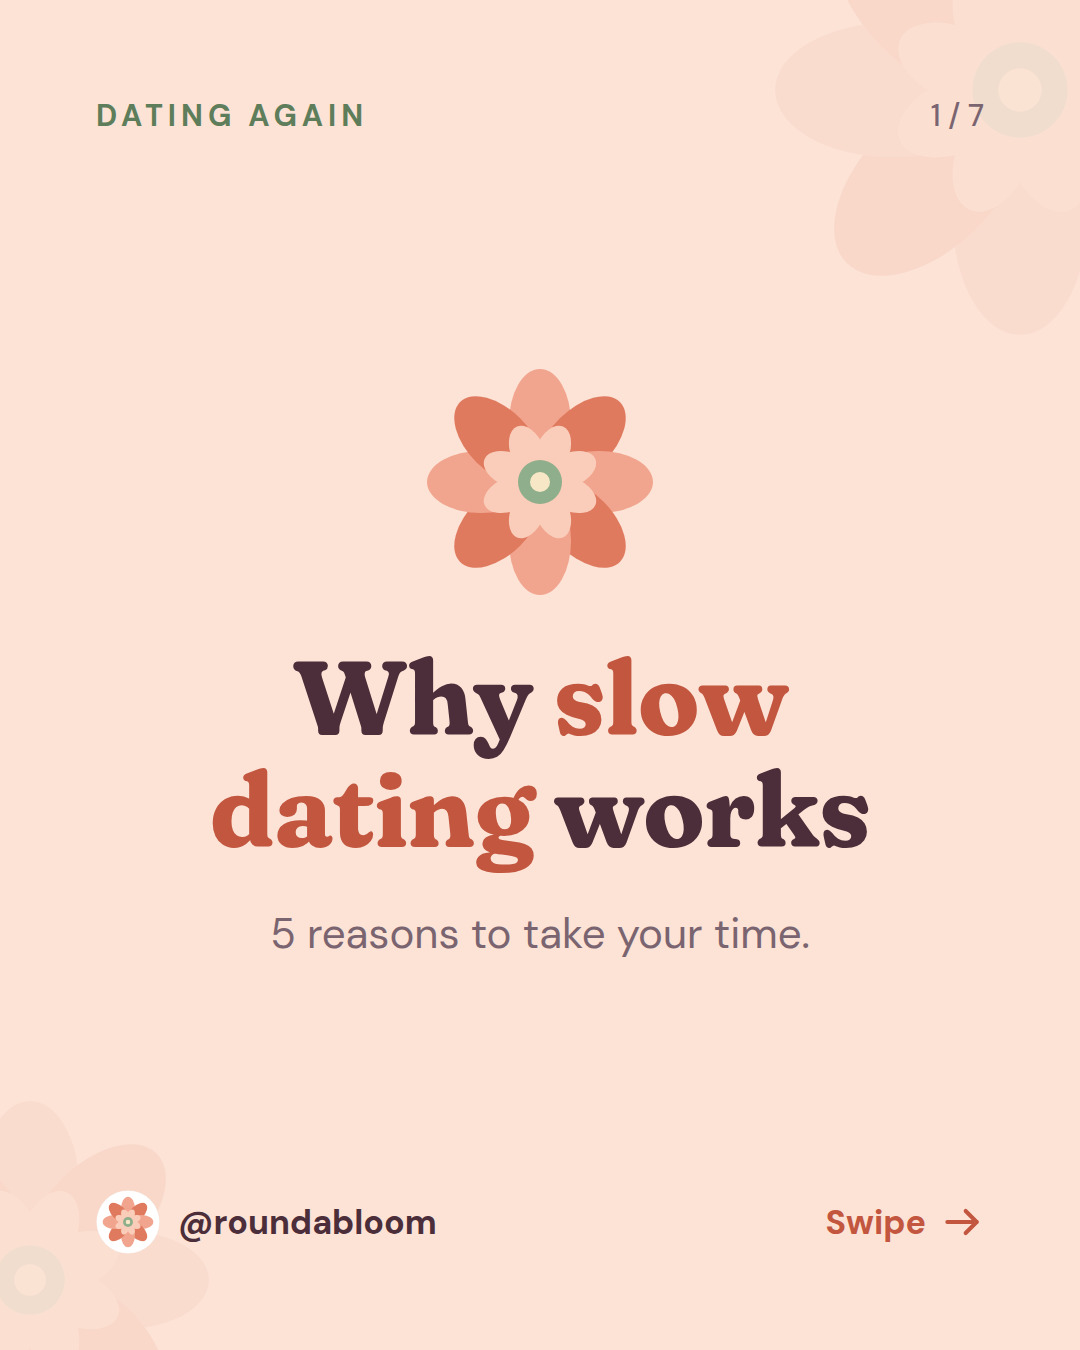 DATING AGAIN
1 / 7
Why slow
dating works
5 reasons to take your time.
@roundabloom
Swipe →